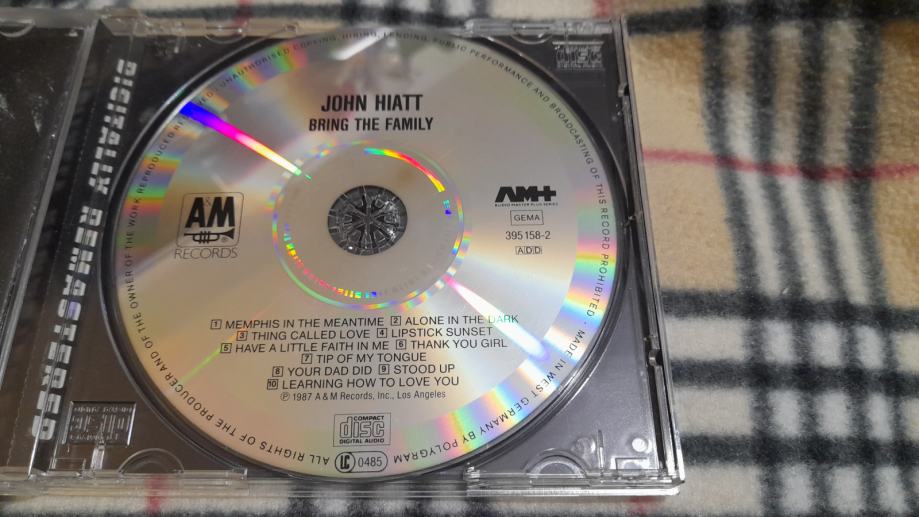 JOHN HIATT
BRING THE FAMILY
A&M
RECORDS
AM+
AUDIO MASTER PLUS SERIES
GEMA
395 158-2
ADD
1 MEMPHIS IN THE MEANTIME 2 ALONE IN THE DARK
3 THING CALLED LOVE 4 LIPSTICK SUNSET
5 HAVE A LITTLE FAITH IN ME 6 THANK YOU GIRL
7 TIP OF MY TONGUE
8 YOUR DAD DID 9 STOOD UP
10 LEARNING HOW TO LOVE YOU
℗ 1987 A & M Records, Inc., Los Angeles
COMPACT
disc
DIGITAL AUDIO
LC 0485
ALL RIGHTS OF THE PRODUCER AND OF THE OWNER OF THE WORK REPRODUCED RESERVED · UNAUTHORISED COPYING, HIRING, LENDING, PUBLIC PERFORMANCE AND BROADCASTING OF THIS RECORD PROHIBITED · MADE IN WEST GERMANY BY POLYGRAM
DIGITALLY REMASTERED